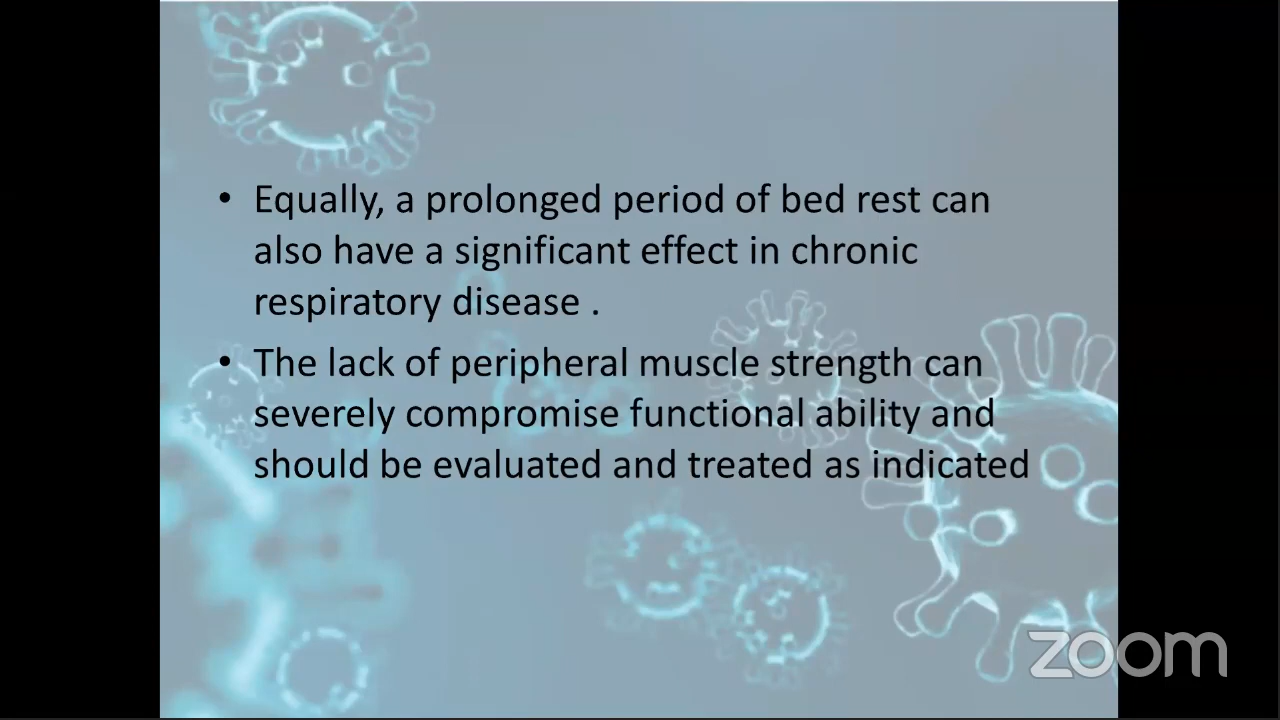 • Equally, a prolonged period of bed rest can
also have a significant effect in chronic
respiratory disease .
• The lack of peripheral muscle strength can
severely compromise functional ability and
should be evaluated and treated as indicated
zoom